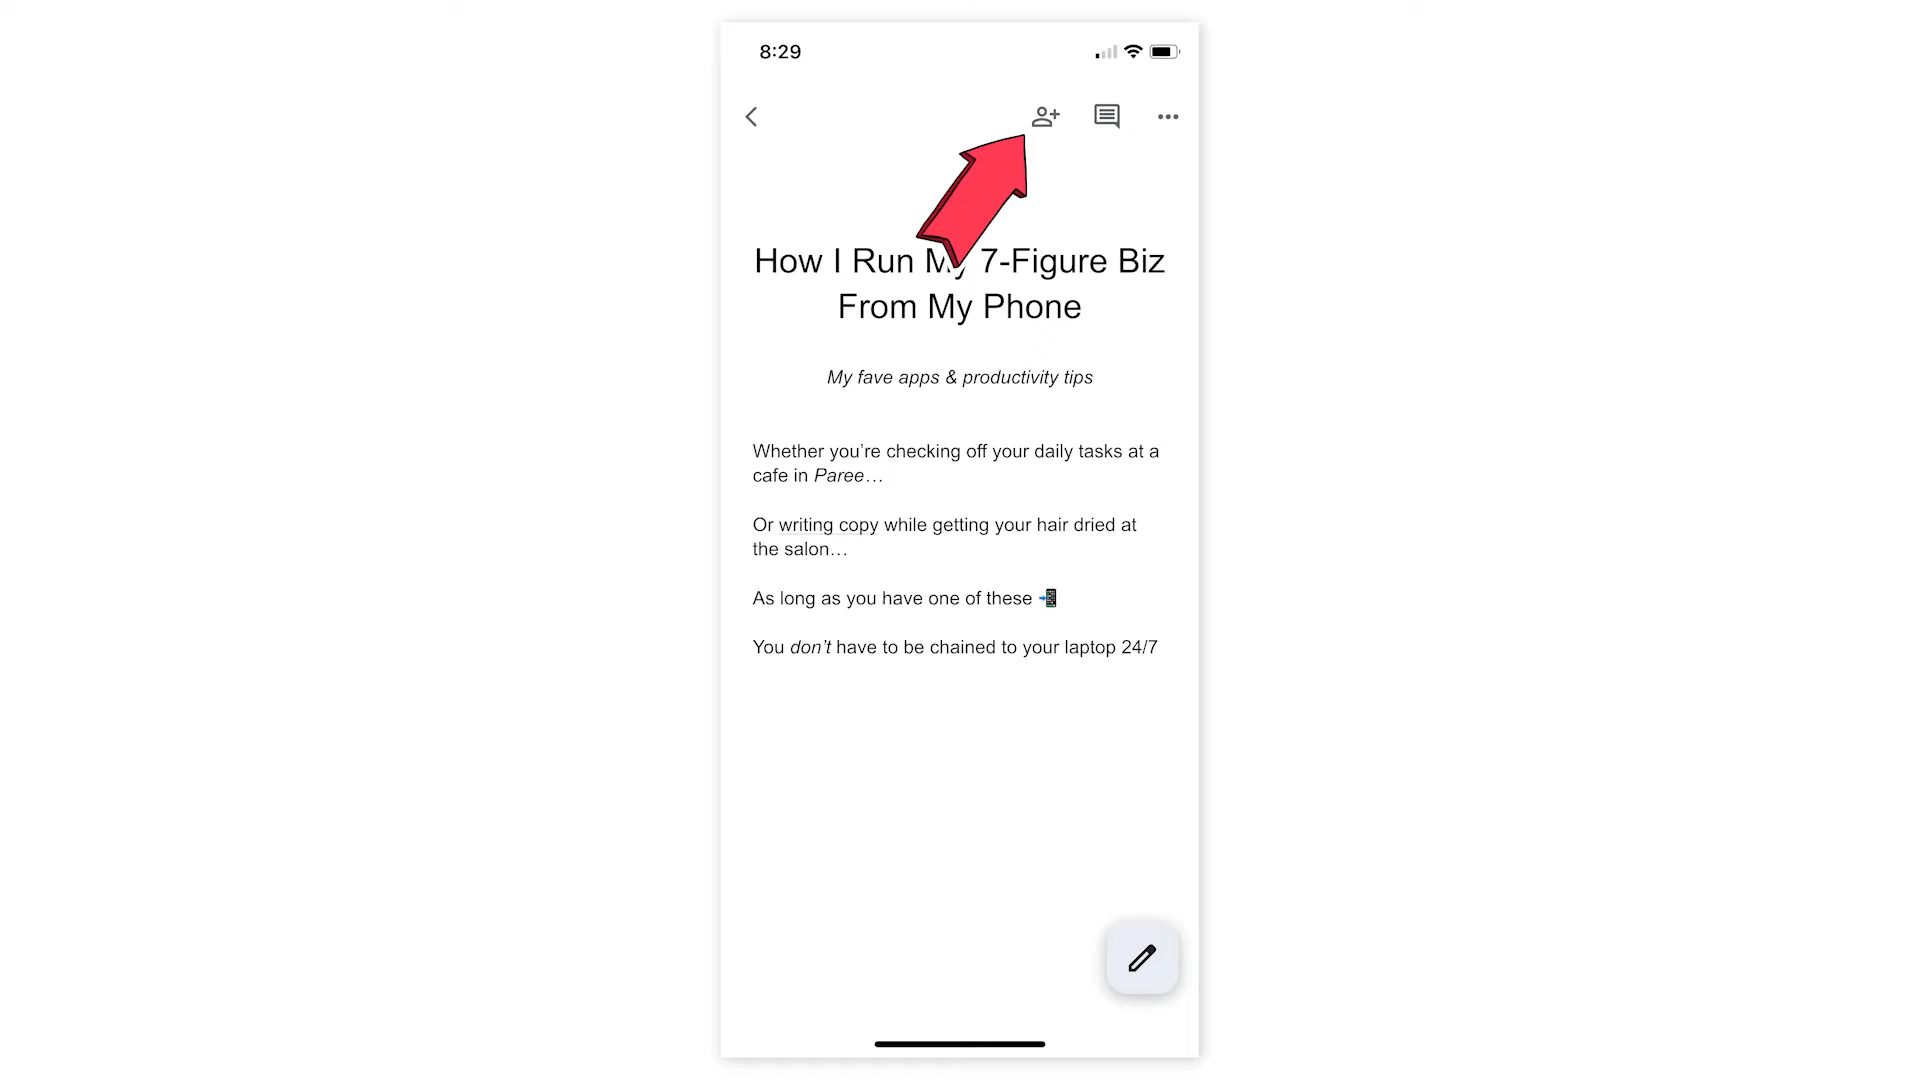 8:29
How I Run My 7-Figure Biz
From My Phone
My fave apps & productivity tips
Whether you’re checking off your daily tasks at a
cafe in Paree…
Or writing copy while getting your hair dried at
the salon…
As long as you have one of these 📲
You don’t have to be chained to your laptop 24/7